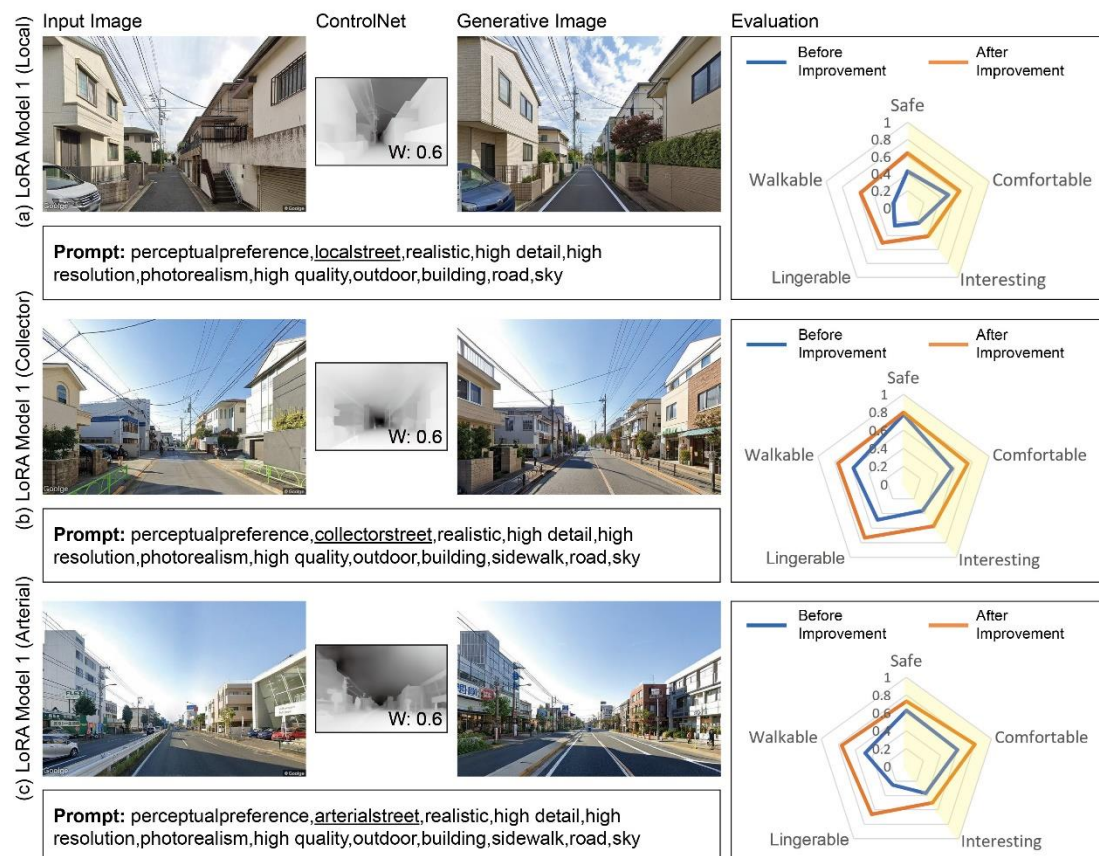 Input Image
ControlNet
Generative Image
Evaluation
(a) LoRA Model 1 (Local)
© Goolge
W: 0.6
Before
Improvement
After
Improvement
Safe
1
0.8
0.6
0.4
0.2
0
Walkable
Comfortable
Lingerable
Interesting
Prompt: perceptualpreference,localstreet,realistic,high detail,high
resolution,photorealism,high quality,outdoor,building,road,sky
(b) LoRA Model 1 (Collector)
Goolge
© Goolge
W: 0.6
Before
Improvement
After
Improvement
Safe
1
0.8
0.6
0.4
0.2
0
Walkable
Comfortable
Lingerable
Interesting
Prompt: perceptualpreference,collectorstreet,realistic,high detail,high
resolution,photorealism,high quality,outdoor,building,sidewalk,road,sky
(c) LoRA Model 1 (Arterial)
FLEX
Goolge
© Goolge
W: 0.6
Before
Improvement
After
Improvement
Safe
1
0.8
0.6
0.4
0.2
0
Walkable
Comfortable
Lingerable
Interesting
Prompt: perceptualpreference,arterialstreet,realistic,high detail,high
resolution,photorealism,high quality,outdoor,building,sidewalk,road,sky